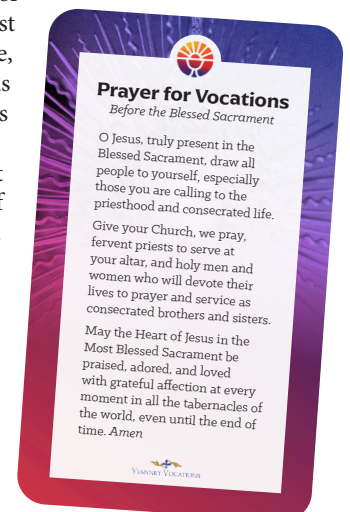 st
e,
s
s
t
f
Prayer for Vocations
Before the Blessed Sacrament
O Jesus, truly present in the
Blessed Sacrament, draw all
people to yourself, especially
those you are calling to the
priesthood and consecrated life.
Give your Church, we pray,
fervent priests to serve at
your altar, and holy men and
women who will devote their
lives to prayer and service as
consecrated brothers and sisters.
May the Heart of Jesus in the
Most Blessed Sacrament be
praised, adored, and loved
with grateful affection at every
moment in all the tabernacles of
the world, even until the end of
time. Amen
Vianney Vocations